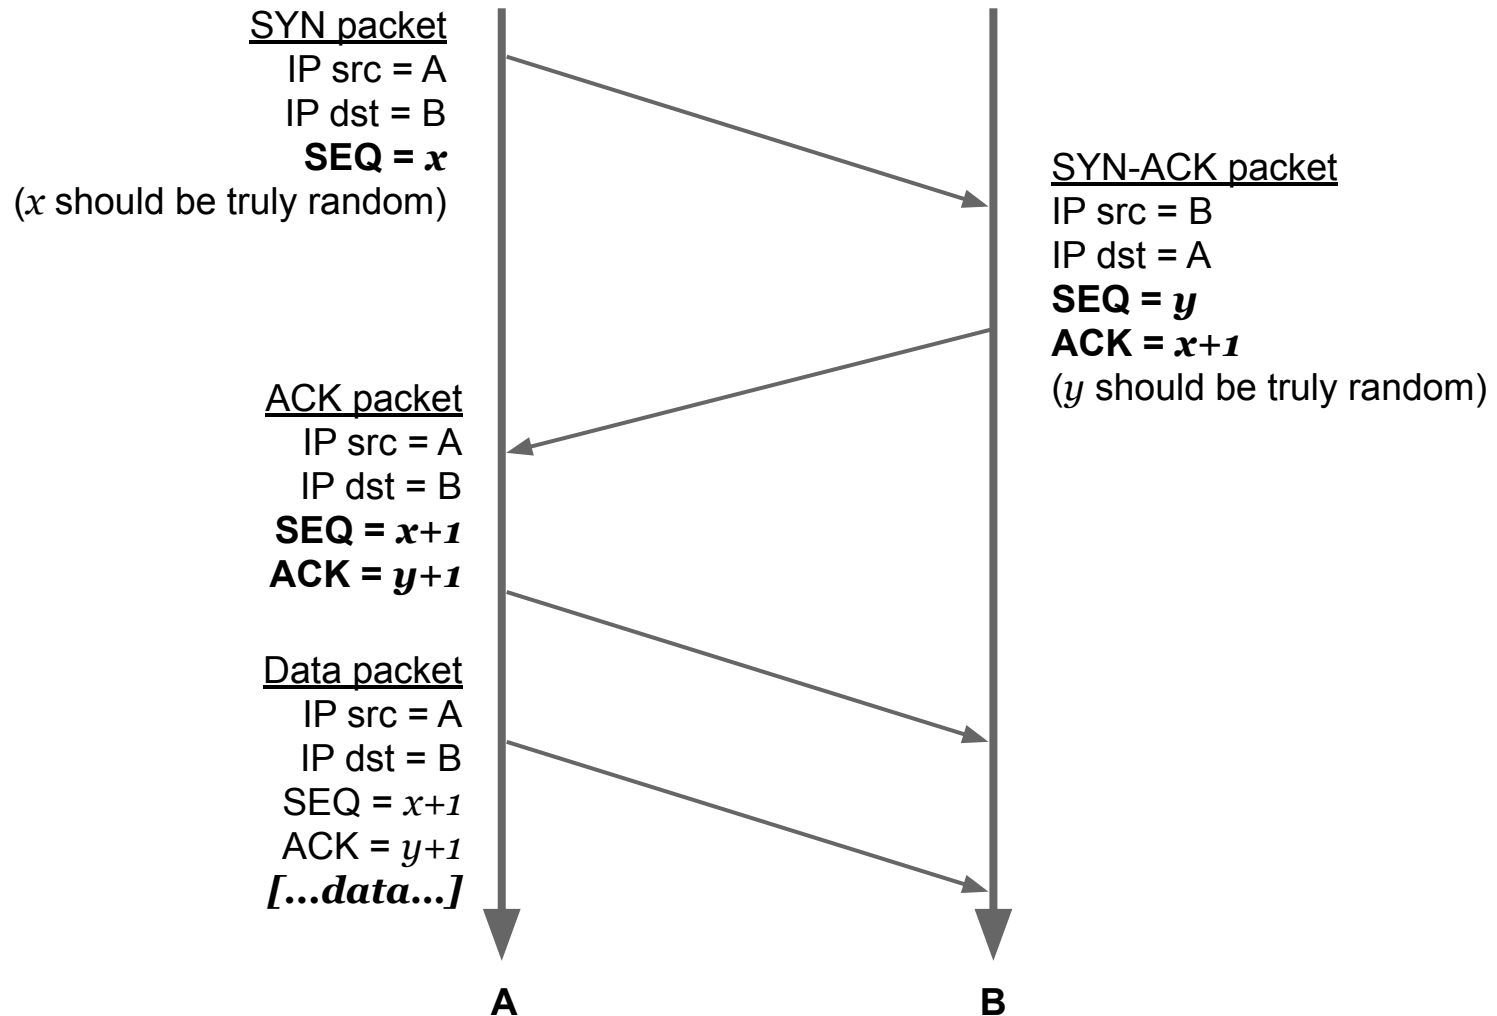 SYN packet
IP src = A
IP dst = B
SEQ = x
(x should be truly random)
SYN-ACK packet
IP src = B
IP dst = A
SEQ = y
ACK = x+1
(y should be truly random)
ACK packet
IP src = A
IP dst = B
SEQ = x+1
ACK = y+1
Data packet
IP src = A
IP dst = B
SEQ = x+1
ACK = y+1
[...data...]
A
B